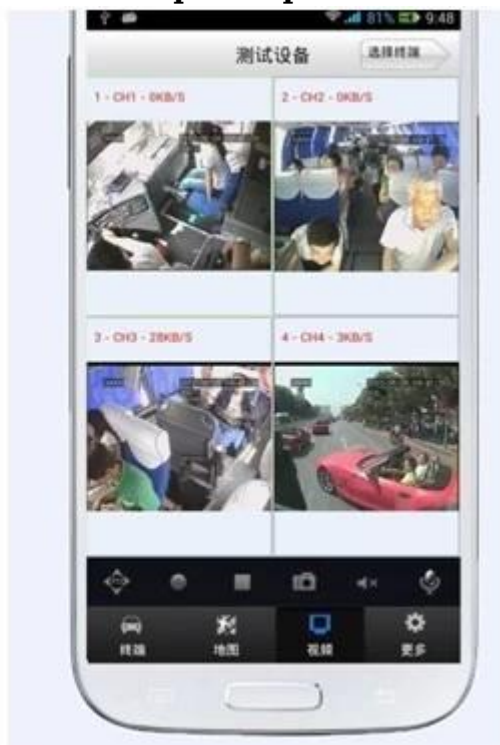 81% 9:48
测试设备
选择终端
1 - CH1 - 0KB/S
2 - CH2 - 0KB/S
3 - CH3 - 28KB/S
4 - CH4 - 3KB/S
终端
地图
视频
更多